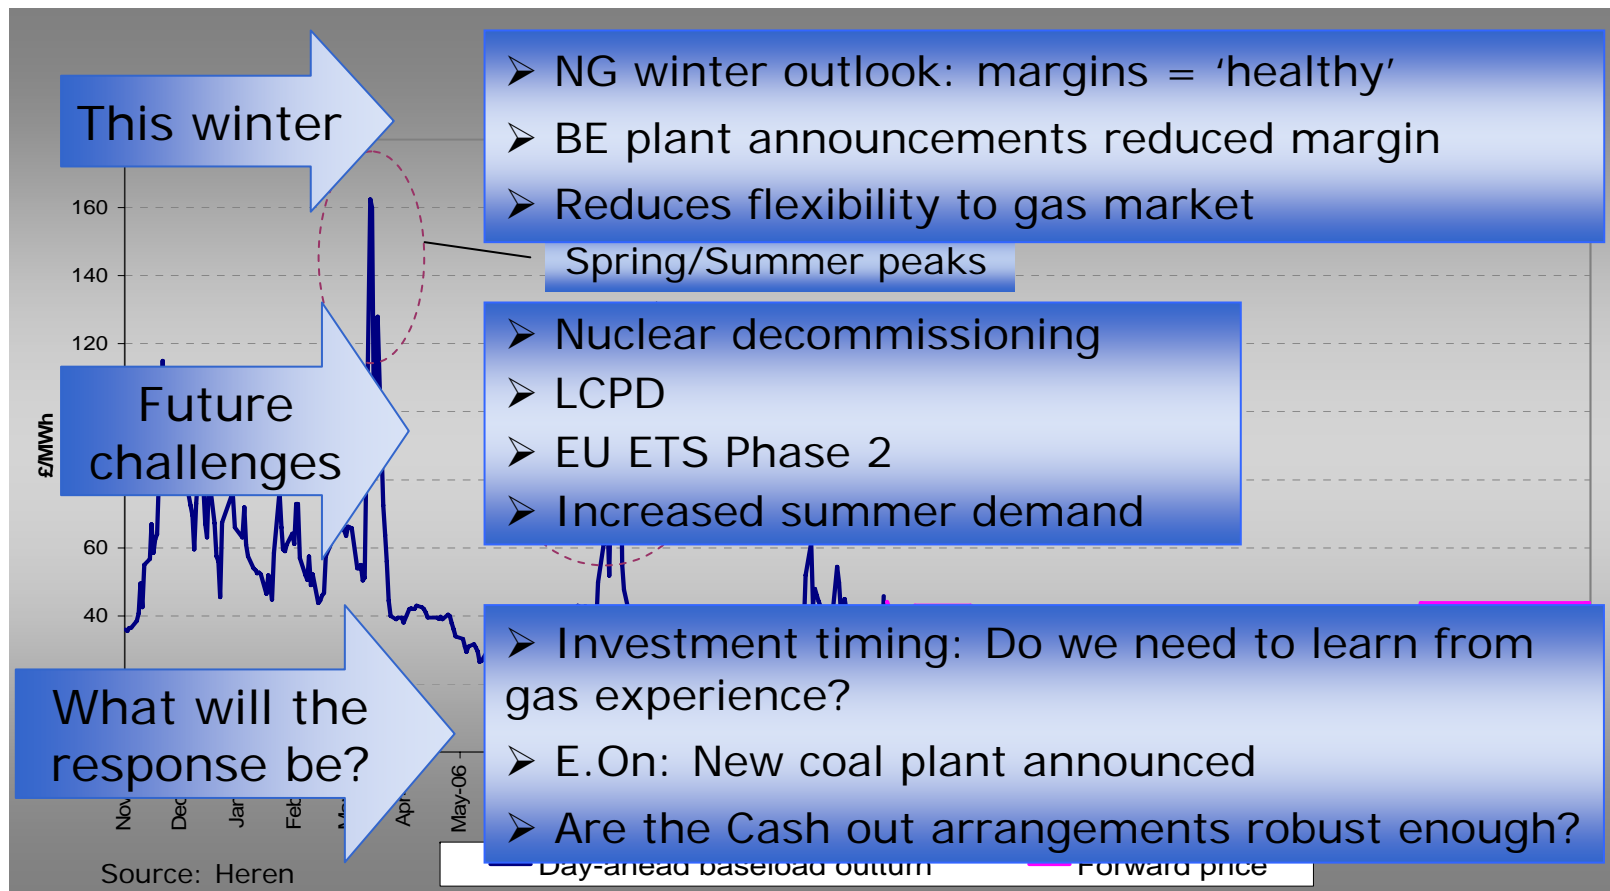 This winter
➢ NG winter outlook: margins = ‘healthy’
➢ BE plant announcements reduced margin
➢ Reduces flexibility to gas market
Spring/Summer peaks
160
140
120
60
40
£/MWh
Future
challenges
➢ Nuclear decommissioning
➢ LCPD
➢ EU ETS Phase 2
➢ Increased summer demand
What will the
response be?
➢ Investment timing: Do we need to learn from
gas experience?
➢ E.On: New coal plant announced
➢ Are the Cash out arrangements robust enough?
Nov
Dec
Jan
Feb
Apr
May-06
Day-ahead baseload outturn
Forward price
Source: Heren